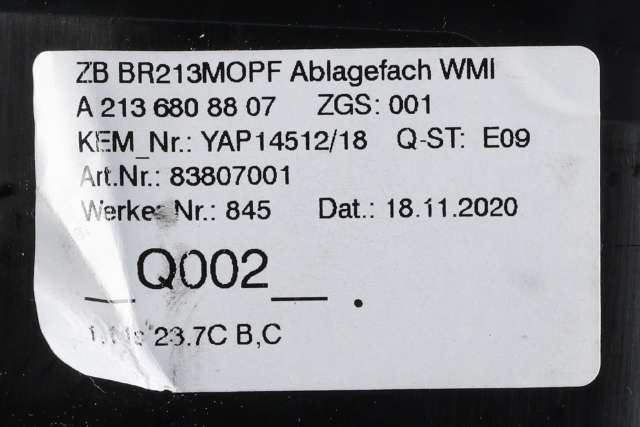 ZB BR213MOPF Ablagefach WMI
A 213 680 88 07 ZGS: 001
KEM_Nr.: YAP14512/18 Q-ST: E09
Art.Nr.: 83807001
Werker Nr.: 845 Dat.: 18.11.2020
__Q002__ .
23.7C B,C